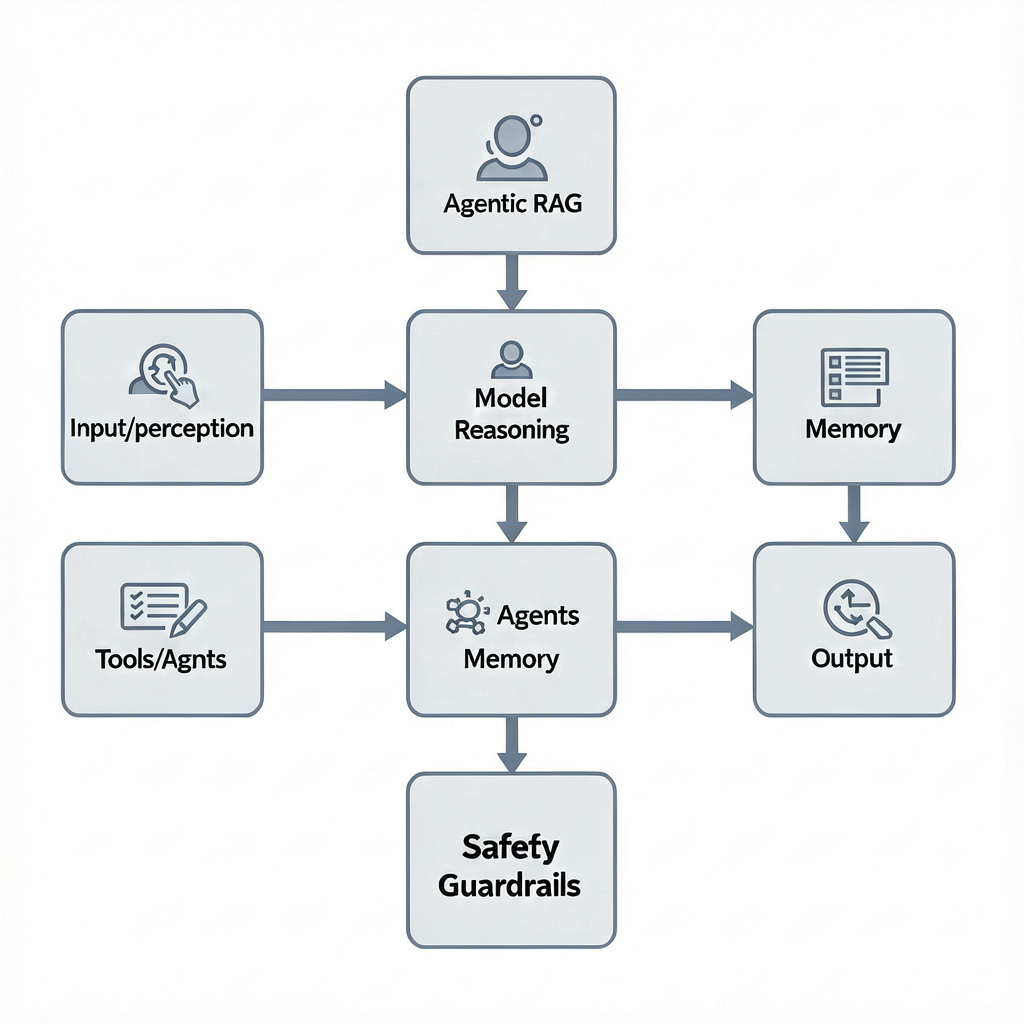 Agentic RAG
Input/perception
Model
Reasoning
Memory
Tools/Agnts
Agents
Memory
Output
Safety
Guardrails